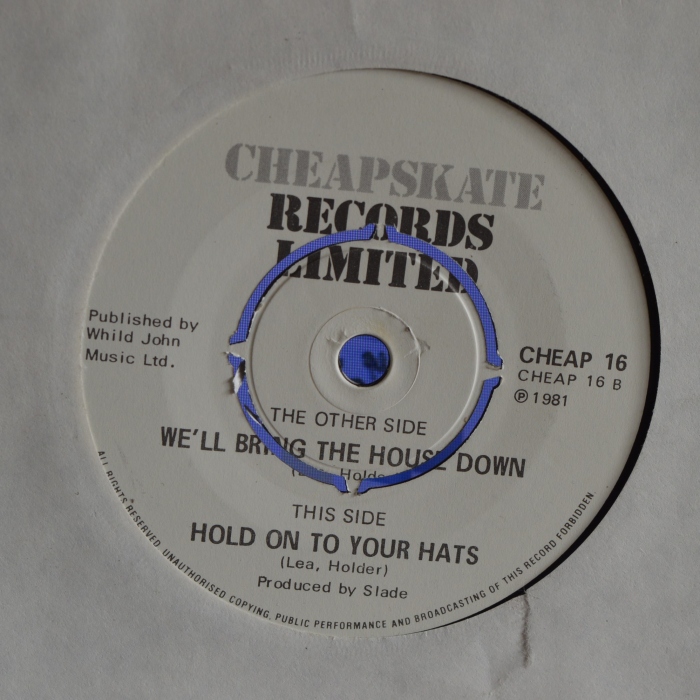 CHEAPSKATE
RECORDS
LIMITED
Published by
Whild John
Music Ltd.
CHEAP 16
CHEAP 16 B
℗ 1981
THE OTHER SIDE
WE'LL BRING THE HOUSE DOWN
THIS SIDE
HOLD ON TO YOUR HATS
(Lea, Holder)
Produced by Slade
ALL RIGHTS RESERVED. UNAUTHORISED COPYING, PUBLIC PERFORMANCE AND BROADCASTING OF THIS RECORD FORBIDDEN